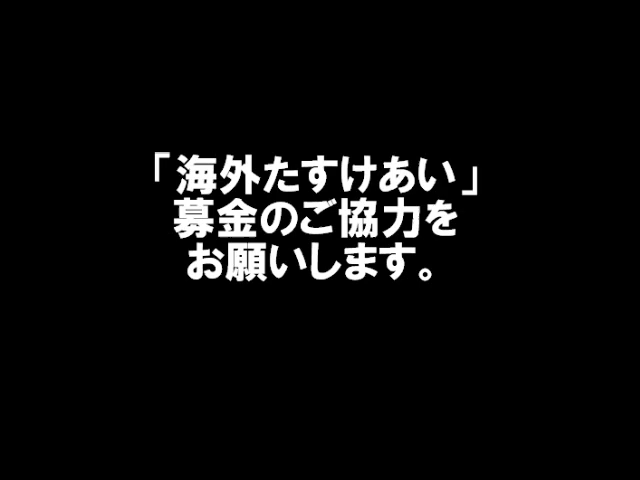 「海外たすけあい」
募金のご協力を
お願いします。